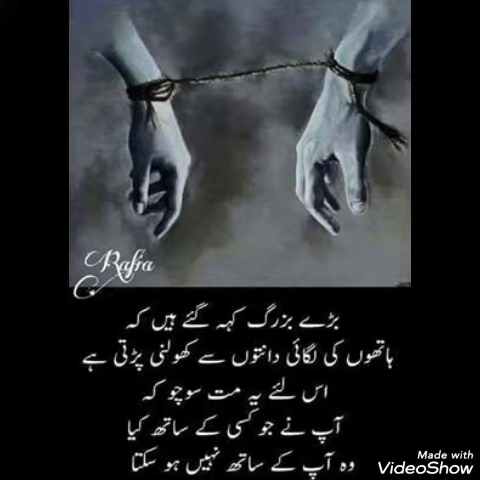 Rafia
بڑے بزرگ کہہ گئے ہیں کہ
ہاتھوں کی لگائی دانتوں سے کھولنی پڑتی ہے
اس لئے یہ مت سوچو کہ
آپ نے جو کسی کے ساتھ کیا
وہ آپ کے ساتھ نہیں ہو سکتا
Made with
VideoShow